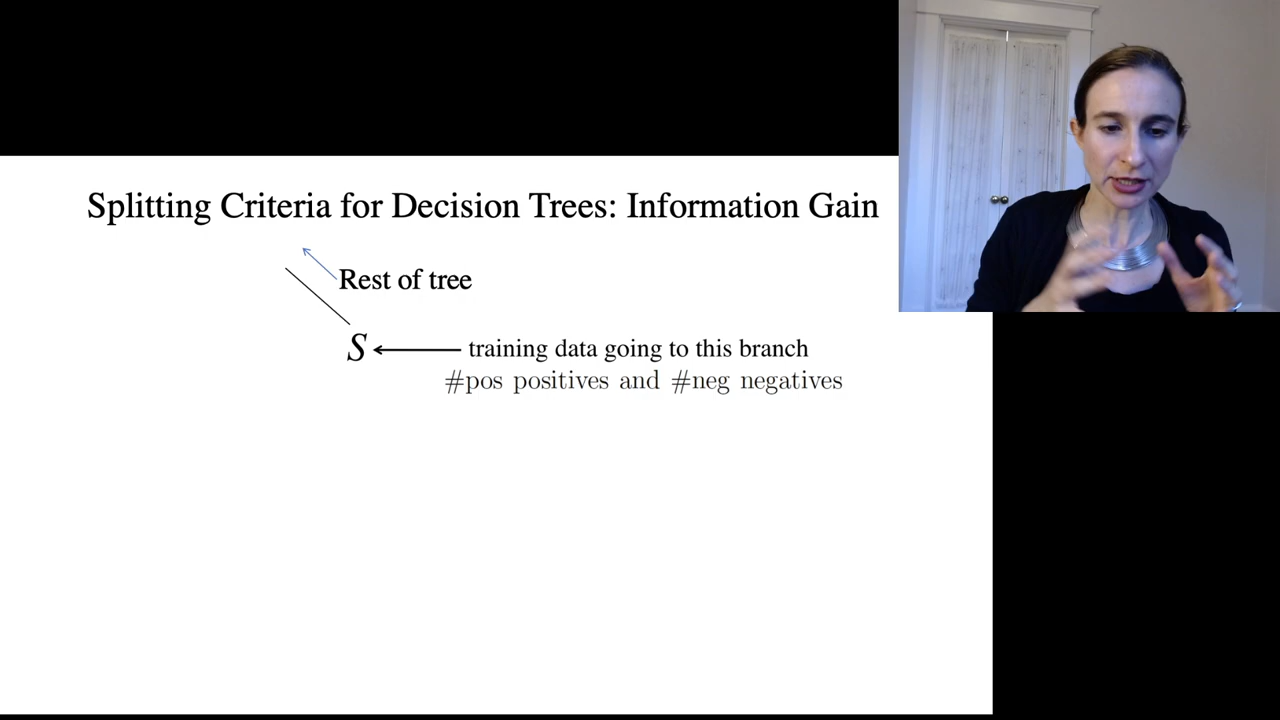 Splitting Criteria for Decision Trees: Information Gain
Rest of tree
S
training data going to this branch
#pos positives and #neg negatives